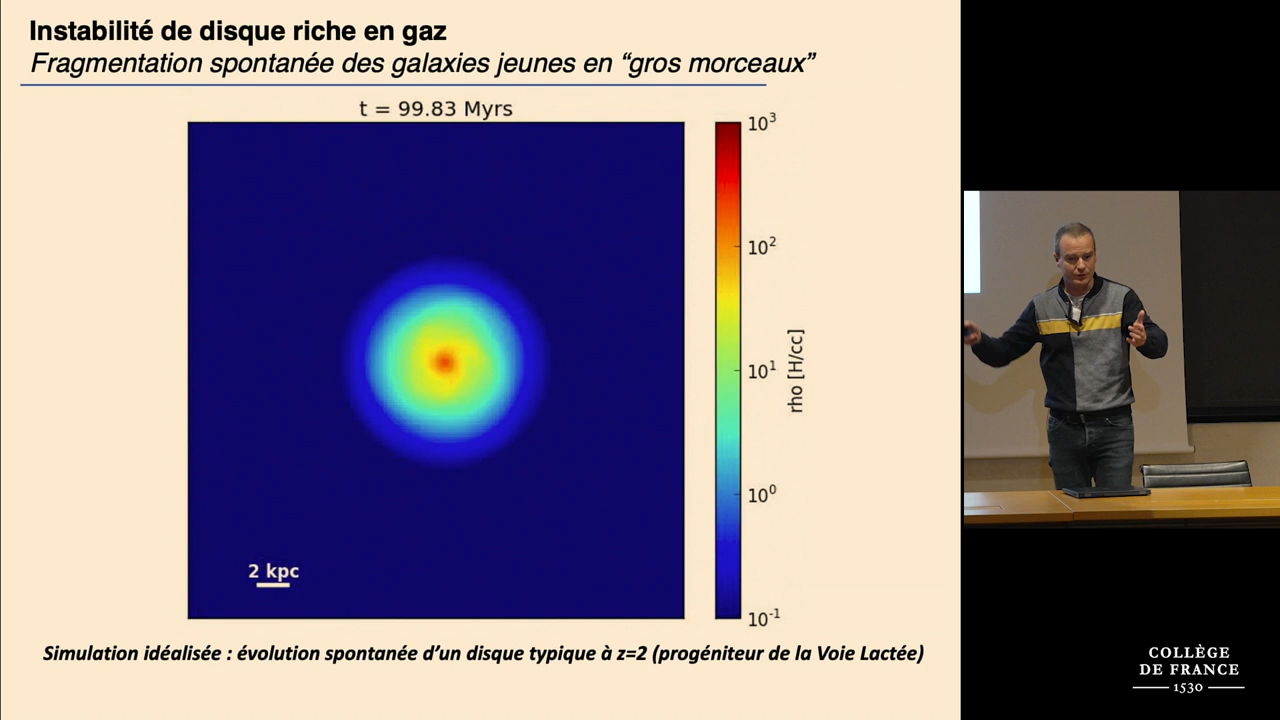 Instabilité de disque riche en gaz
Fragmentation spontanée des galaxies jeunes en “gros morceaux”
t = 99.83 Myrs
10³
10²
10¹
10⁰
10⁻¹
rho [H/cc]
2 kpc
Simulation idéalisée : évolution spontanée d’un disque typique à z=2 (progéniteur de la Voie Lactée)
COLLÈGE
DE FRANCE
1530